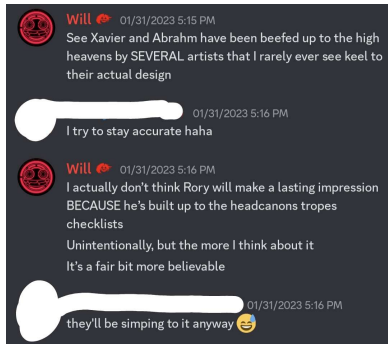 Will 01/31/2023 5:15 PM
See Xavier and Abrahm have been beefed up to the high
heavens by SEVERAL artists that I rarely ever see keel to
their actual design
01/31/2023 5:16 PM
I try to stay accurate haha
Will 01/31/2023 5:16 PM
I actually don't think Rory will make a lasting impression
BECAUSE he's built up to the headcanons tropes
checklists
Unintentionally, but the more I think about it
It's a fair bit more believable
01/31/2023 5:16 PM
they'll be simping to it anyway 😅